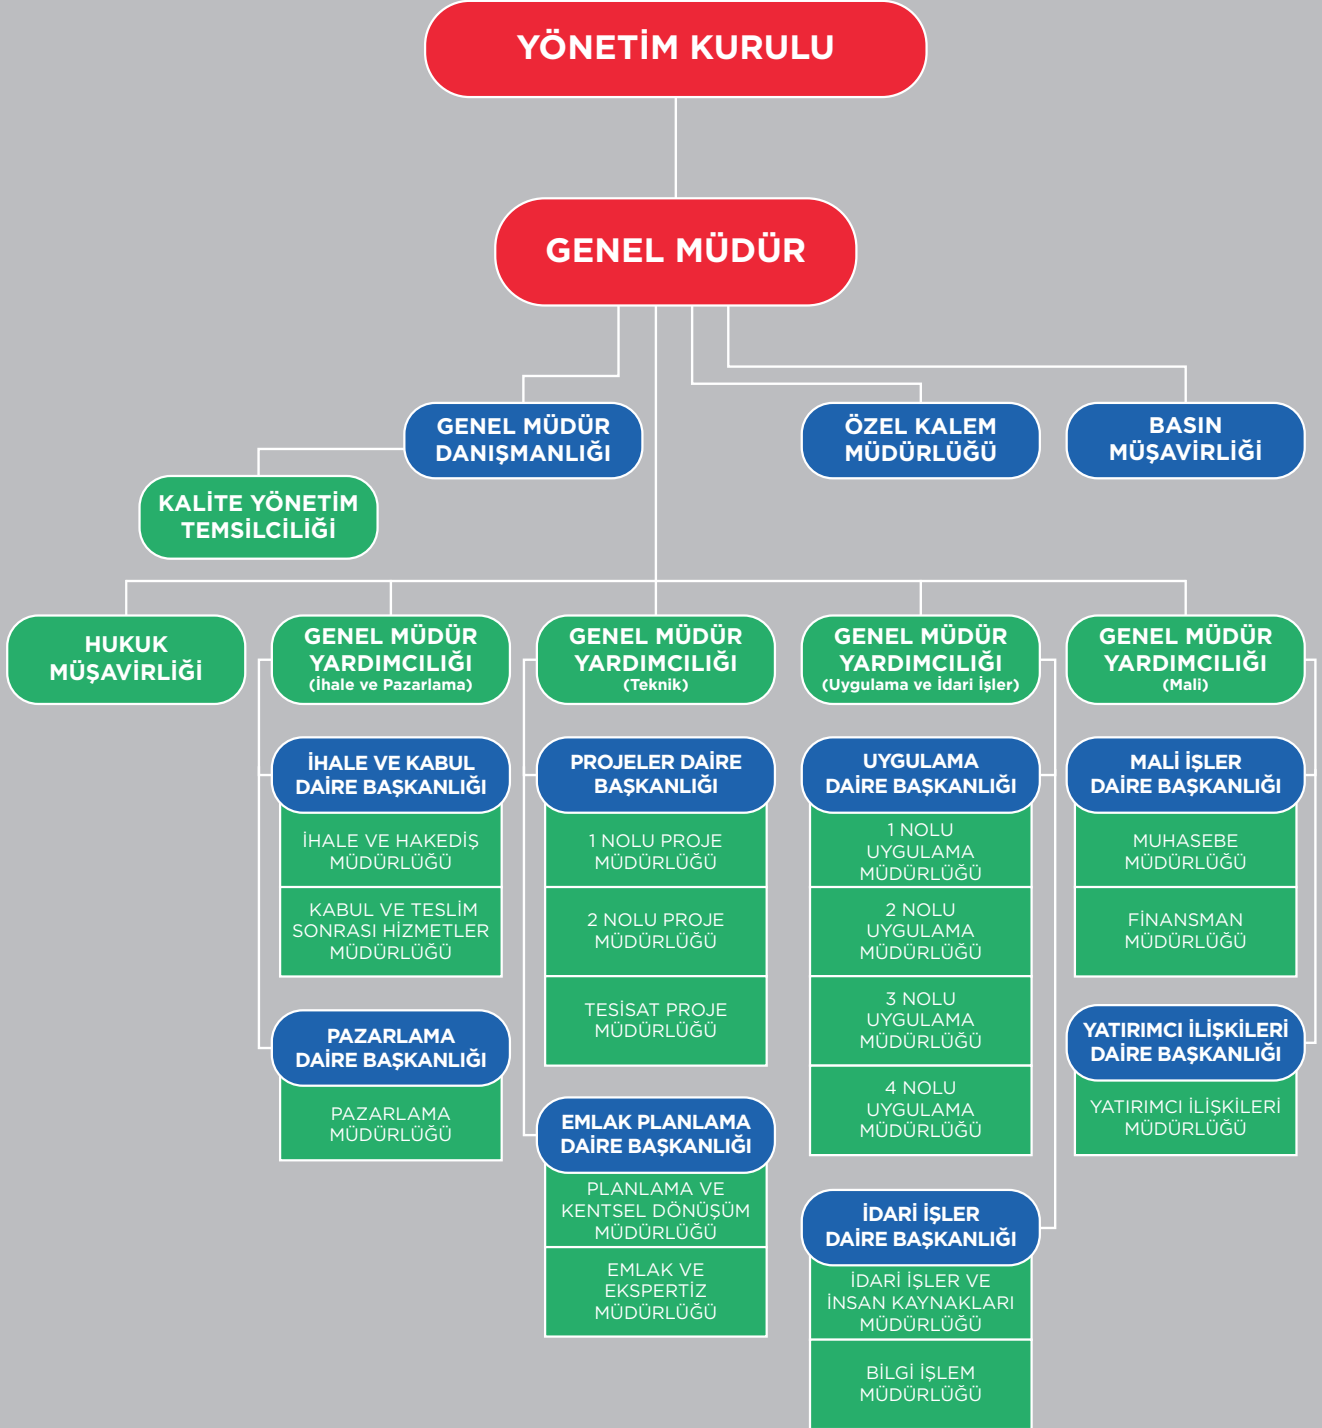 YÖNETİM KURULU
GENEL MÜDÜR
GENEL MÜDÜR
DANIŞMANLIĞI
ÖZEL KALEM
MÜDÜRLÜĞÜ
BASIN
MÜŞAVİRLİĞİ
KALİTE YÖNETİM
TEMSİLCİLİĞİ
HUKUK
MÜŞAVİRLİĞİ
GENEL MÜDÜR
YARDIMCILIĞI
(İhale ve Pazarlama)
İHALE VE KABUL
DAİRE BAŞKANLIĞI
İHALE VE HAKEDİŞ
MÜDÜRLÜĞÜ
KABUL VE TESLİM
SONRASI HİZMETLER
MÜDÜRLÜĞÜ
PAZARLAMA
DAİRE BAŞKANLIĞI
PAZARLAMA
MÜDÜRLÜĞÜ
GENEL MÜDÜR
YARDIMCILIĞI
(Teknik)
PROJELER DAİRE
BAŞKANLIĞI
1 NOLU PROJE
MÜDÜRLÜĞÜ
2 NOLU PROJE
MÜDÜRLÜĞÜ
TESİSAT PROJE
MÜDÜRLÜĞÜ
EMLAK PLANLAMA
DAİRE BAŞKANLIĞI
PLANLAMA VE
KENTSEL DÖNÜŞÜM
MÜDÜRLÜĞÜ
EMLAK VE
EKSPERTİZ
MÜDÜRLÜĞÜ
GENEL MÜDÜR
YARDIMCILIĞI
(Uygulama ve İdari İşler)
UYGULAMA
DAİRE BAŞKANLIĞI
1 NOLU
UYGULAMA
MÜDÜRLÜĞÜ
2 NOLU
UYGULAMA
MÜDÜRLÜĞÜ
3 NOLU
UYGULAMA
MÜDÜRLÜĞÜ
4 NOLU
UYGULAMA
MÜDÜRLÜĞÜ
İDARİ İŞLER
DAİRE BAŞKANLIĞI
İDARİ İŞLER VE
İNSAN KAYNAKLARI
MÜDÜRLÜĞÜ
BİLGİ İŞLEM
MÜDÜRLÜĞÜ
GENEL MÜDÜR
YARDIMCILIĞI
(Mali)
MALİ İŞLER
DAİRE BAŞKANLIĞI
MUHASEBE
MÜDÜRLÜĞÜ
FİNANSMAN
MÜDÜRLÜĞÜ
YATIRIMCI İLİŞKİLERİ
DAİRE BAŞKANLIĞI
YATIRIMCI İLİŞKİLERİ
MÜDÜRLÜĞÜ